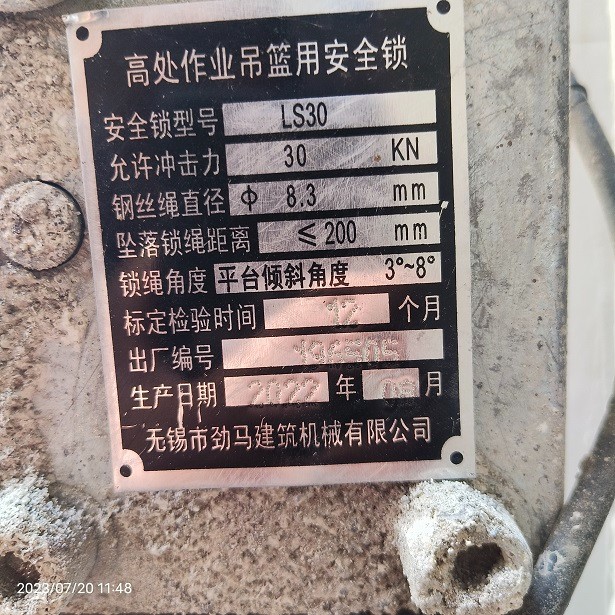 高处作业吊篮用安全锁
安全锁型号 LS30
允许冲击力 30 KN
钢丝绳直径 ф 8.3 mm
坠落锁绳距离 ≤200 mm
锁绳角度 平台倾斜角度 3°~8°
标定检验时间 12 个月
出厂编号
生产日期 2022 年 月
无锡市劲马建筑机械有限公司
2023/07/20 11:48